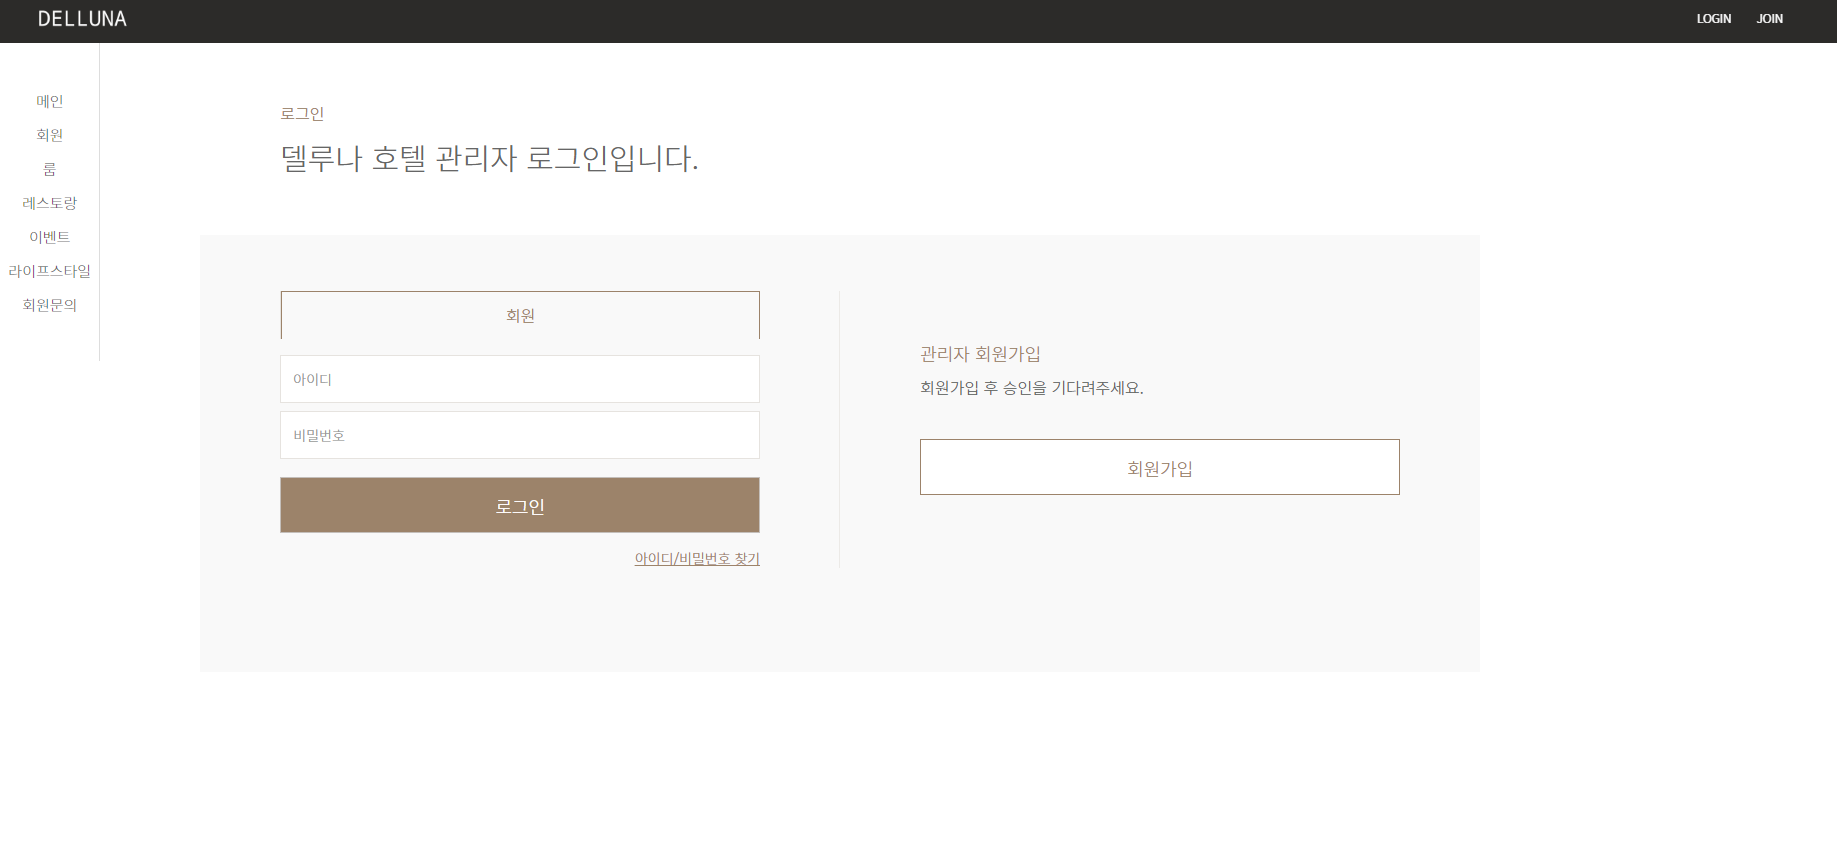 DELLUNA
LOGIN JOIN
메인
회원
룸
레스토랑
이벤트
라이프스타일
회원문의
로그인
델루나 호텔 관리자 로그인입니다.
회원
아이디
비밀번호
로그인
아이디/비밀번호 찾기
관리자 회원가입
회원가입 후 승인을 기다려주세요.
회원가입